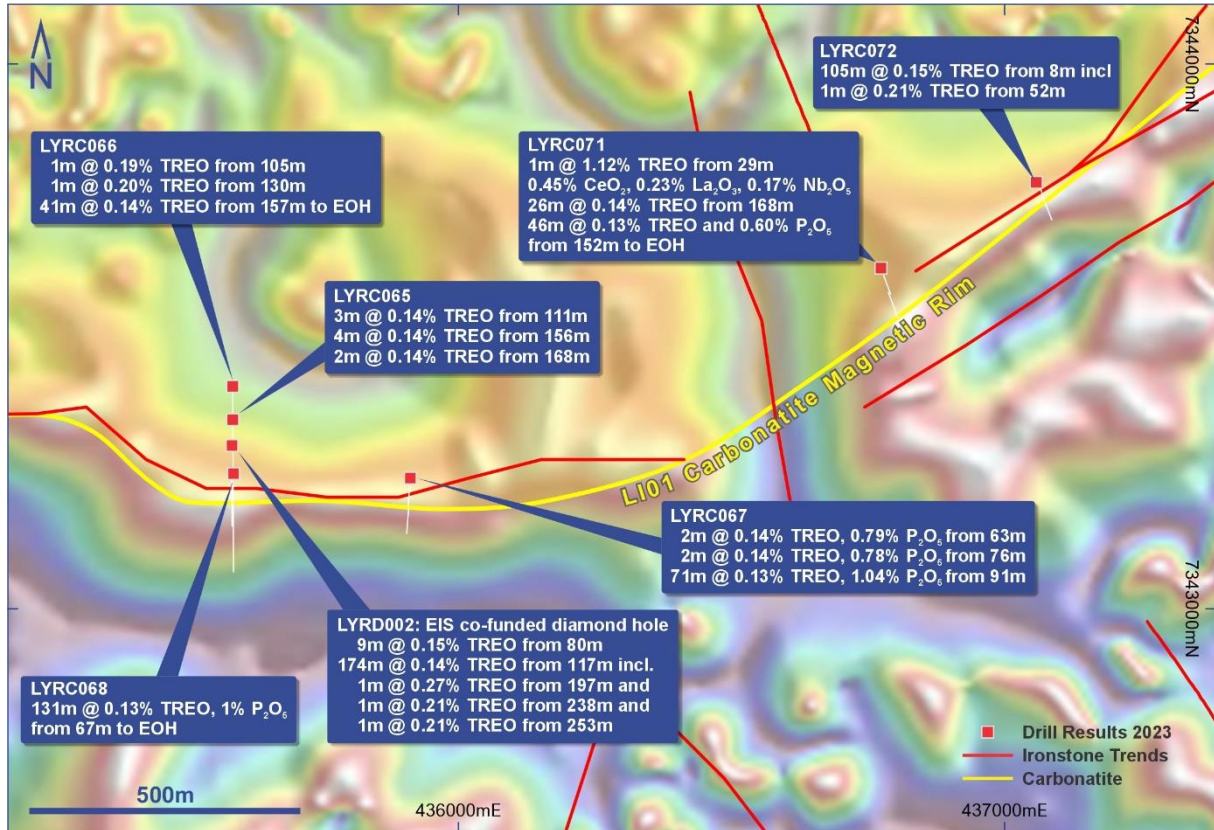 N
7344000mN
LYRC072
105m @ 0.15% TREO from 8m incl
1m @ 0.21% TREO from 52m
LYRC066
1m @ 0.19% TREO from 105m
1m @ 0.20% TREO from 130m
41m @ 0.14% TREO from 157m to EOH
LYRC071
1m @ 1.12% TREO from 29m
0.45% CeO₂, 0.23% La₂O₃, 0.17% Nb₂O₅
26m @ 0.14% TREO from 168m
46m @ 0.13% TREO and 0.60% P₂O₅
from 152m to EOH
LYRC065
3m @ 0.14% TREO from 111m
4m @ 0.14% TREO from 156m
2m @ 0.14% TREO from 168m
LI01 Carbonatite Magnetic Rim
LYRC067
2m @ 0.14% TREO, 0.79% P₂O₅ from 63m
2m @ 0.14% TREO, 0.78% P₂O₅ from 76m
71m @ 0.13% TREO, 1.04% P₂O₅ from 91m
7343000mN
LYRD002: EIS co-funded diamond hole
9m @ 0.15% TREO from 80m
174m @ 0.14% TREO from 117m incl.
1m @ 0.27% TREO from 197m and
1m @ 0.21% TREO from 238m and
1m @ 0.21% TREO from 253m
LYRC068
131m @ 0.13% TREO, 1% P₂O₅
from 67m to EOH
Drill Results 2023
Ironstone Trends
Carbonatite
500m
436000mE
437000mE